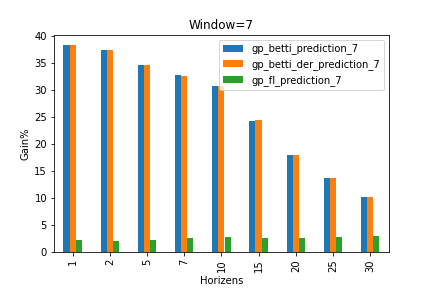 Window=7
gp_betti_prediction_7
gp_betti_der_prediction_7
gp_fl_prediction_7
Gain%
40
35
30
25
20
15
10
5
0
1 2 5 7 10 15 20 25 30
Horizens